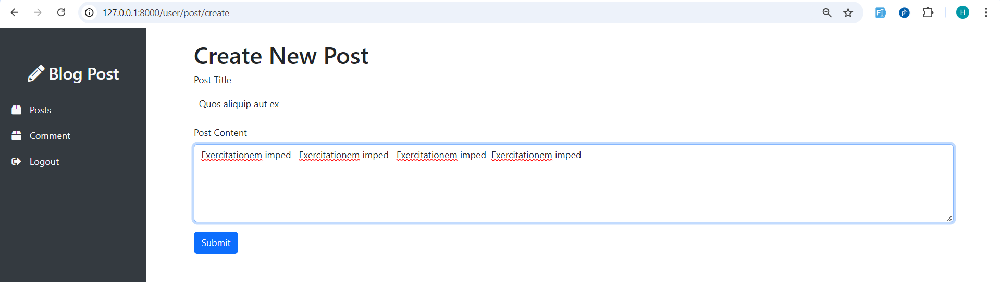 127.0.0.1:8000/user/post/create
H
Blog Post
Posts
Comment
Logout
Create New Post
Post Title
Quos aliquip aut ex
Post Content
Exercitationem imped   Exercitationem imped   Exercitationem imped  Exercitationem imped
Submit